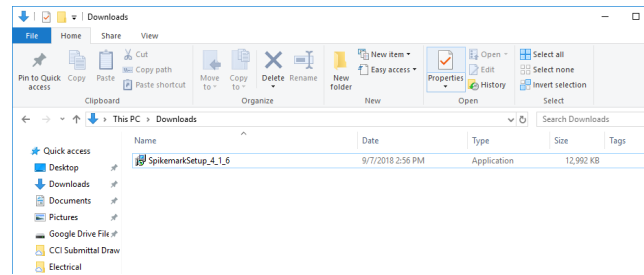 Downloads
File Home Share View
Pin to Quick access
Copy
Paste
Cut
Copy path
Paste shortcut
Clipboard
Move to
Copy to
Delete
Rename
Organize
New folder
New item
Easy access
New
Properties
Open
Edit
History
Open
Select all
Select none
Invert selection
Select
This PC > Downloads
Search Downloads
Name Date Type Size Tags
SpikemarkSetup_4_1_6 9/7/2018 2:56 PM Application 12,992 KB
Quick access
Desktop
Downloads
Documents
Pictures
Google Drive File
CCI Submittal Draw
Electrical